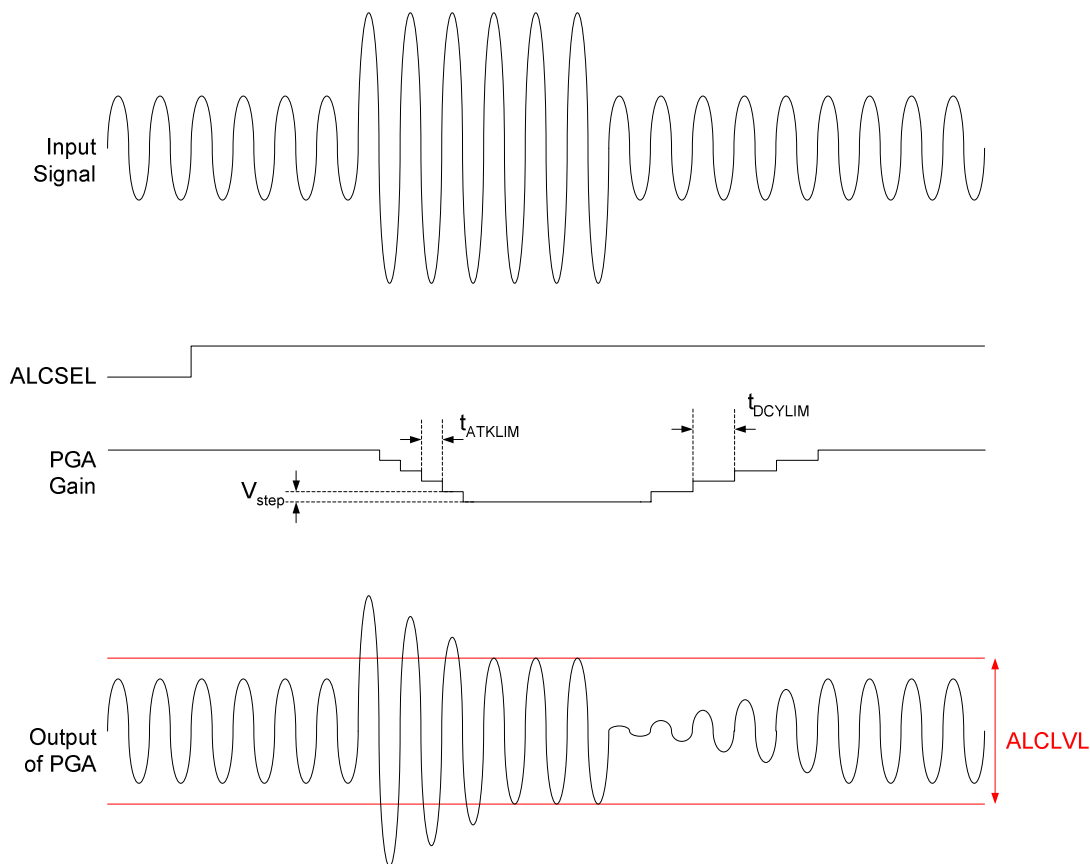 Input
Signal
ALCSEL
tATKLIM
tDCYLIM
PGA
Gain
Vstep
Output
of PGA
ALCLVL